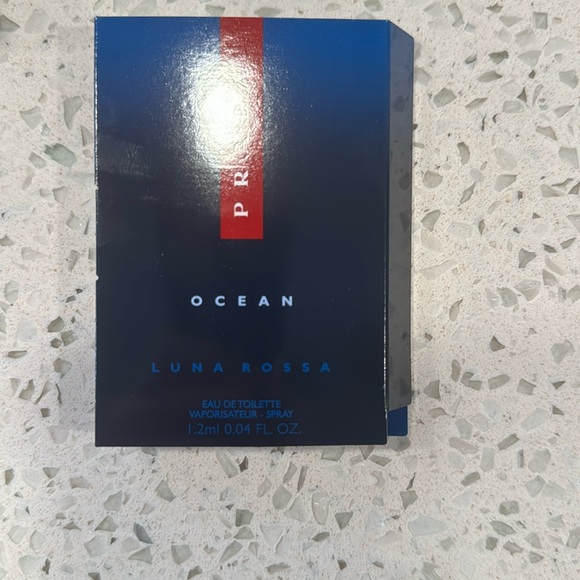 PR
OCEAN
LUNA ROSSA
EAU DE TOILETTE
VAPORISATEUR - SPRAY
1.2ml 0.04 FL. OZ.